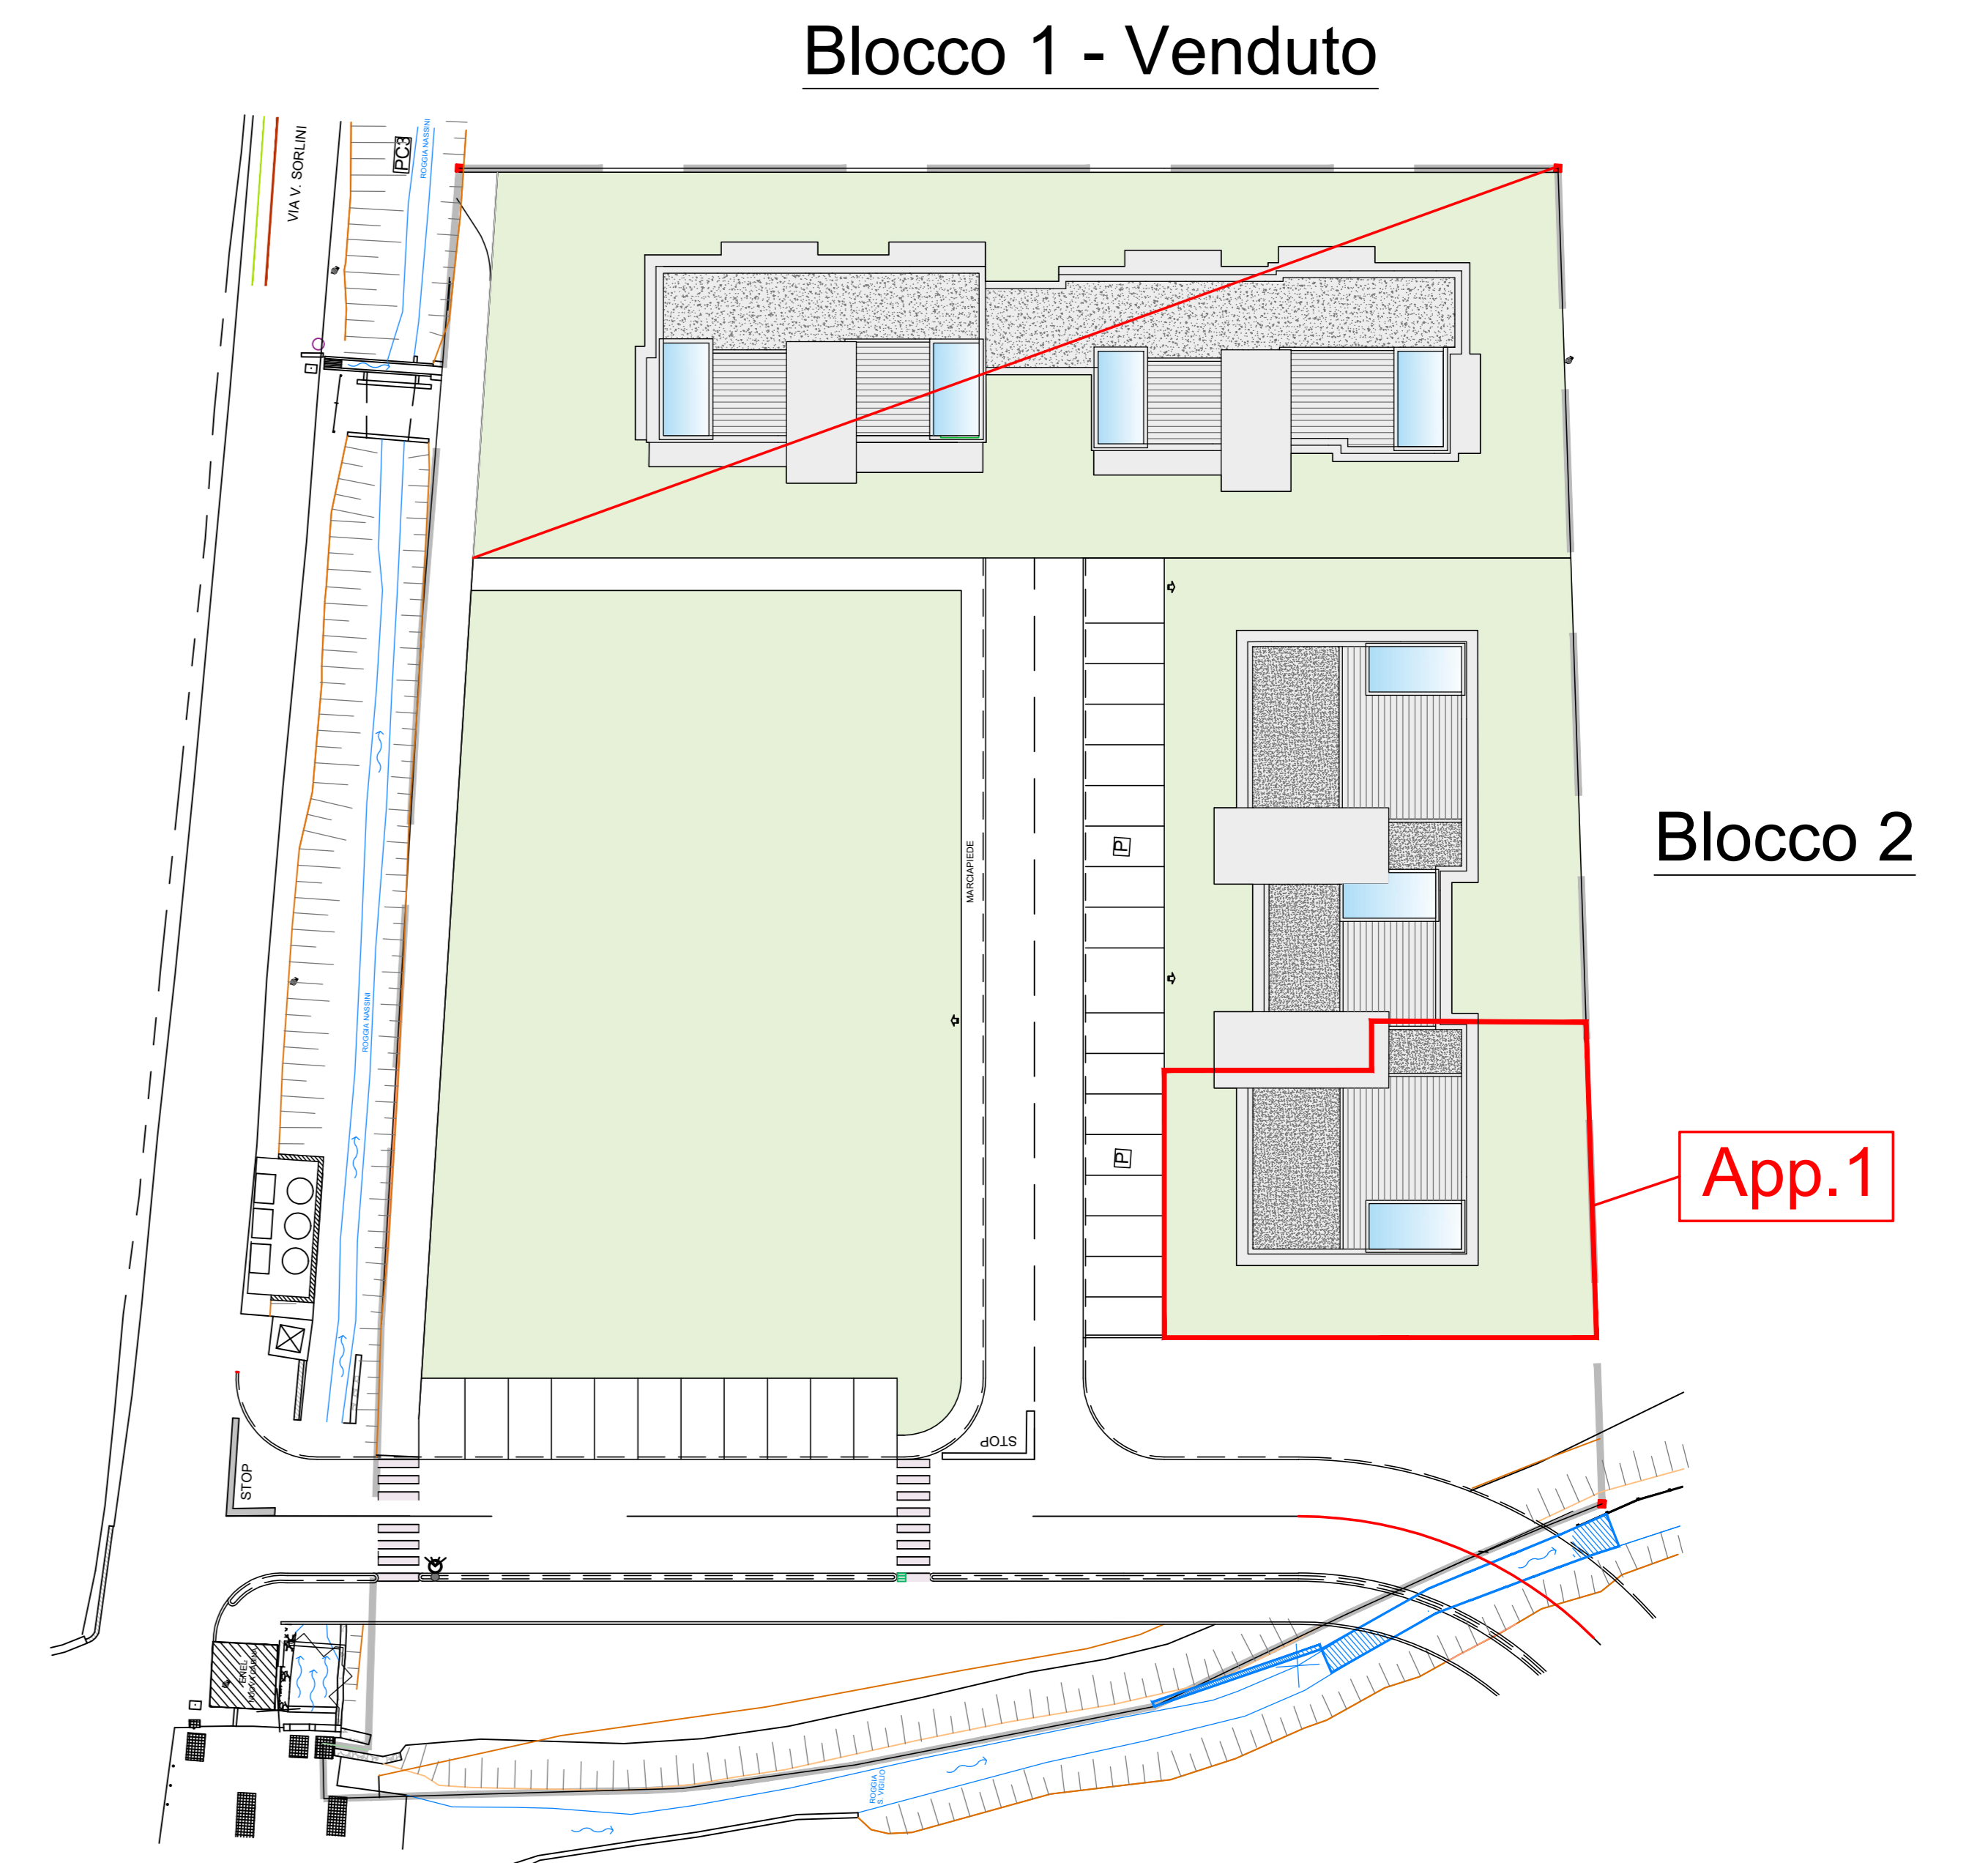 Blocco 1 - Venduto
VIA V. SORLINI
PC3
ROGGIA NASSINI
Blocco 2
P
MARCIAPIEDE
ROGGIA NASSINI
P
App.1
STOP
STOP
ENEL
ROGGIA
S. VIGILIO